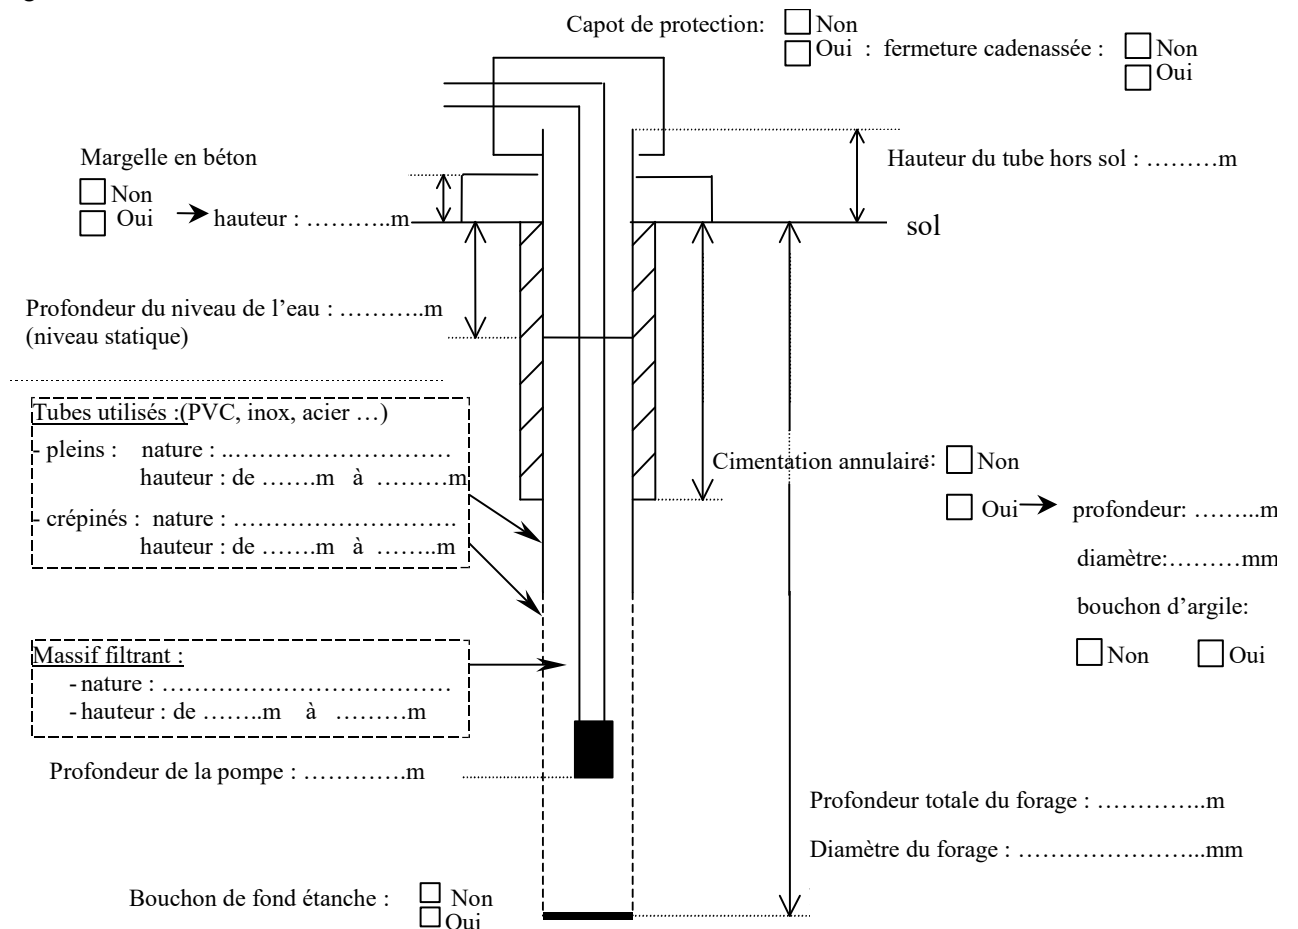 Capot de protection: Non
Oui : fermeture cadenassée : Non
Oui
Margelle en béton
Non
Oui hauteur : ………..m
Hauteur du tube hors sol : ………m
sol
Profondeur du niveau de l’eau : ………..m
(niveau statique)
Tubes utilisés :(PVC, inox, acier …)
- pleins : nature : ..………………………
hauteur : de …….m à ………m
- crépinés : nature : ……………………….
hauteur : de …….m à ……..m
Cimentation annulaire: Non
Oui profondeur: ……...m
diamètre:………mm
bouchon d’argile:
Non Oui
Massif filtrant :
- nature : ………………………………
- hauteur : de ……..m à ………m
Profondeur de la pompe : ………….m
Profondeur totale du forage : …………..m
Diamètre du forage : …………………...mm
Bouchon de fond étanche : Non
Oui